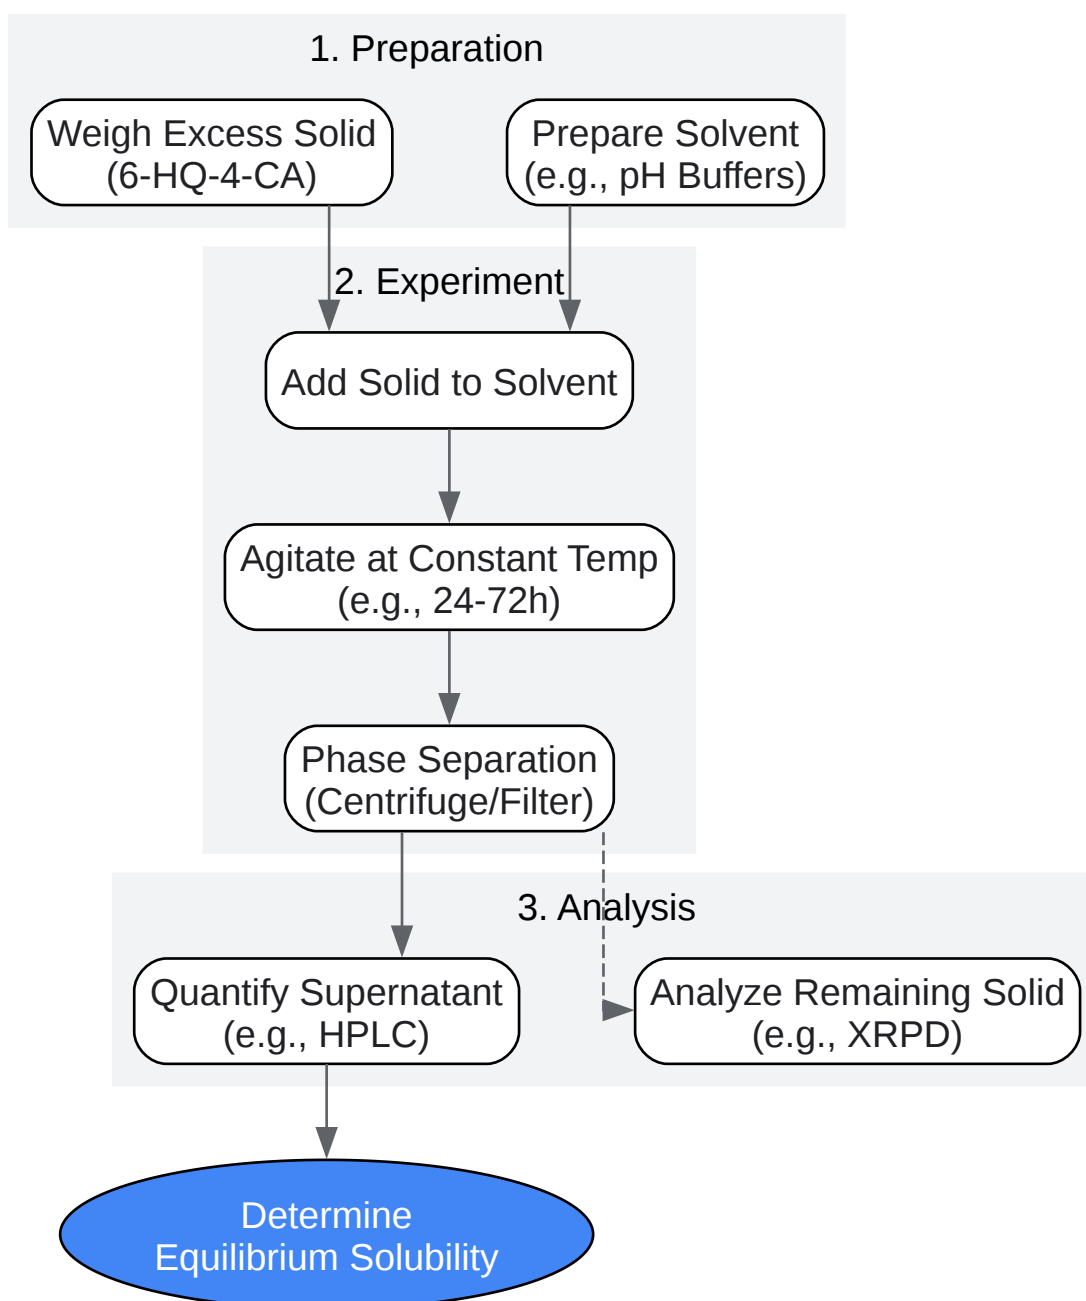 1. Preparation
Weigh Excess Solid
(6-HQ-4-CA)
Prepare Solvent
(e.g., pH Buffers)
2. Experiment
Add Solid to Solvent
Agitate at Constant Temp
(e.g., 24-72h)
Phase Separation
(Centrifuge/Filter)
3. Analysis
Quantify Supernatant
(e.g., HPLC)
Analyze Remaining Solid
(e.g., XRPD)
Determine
Equilibrium Solubility